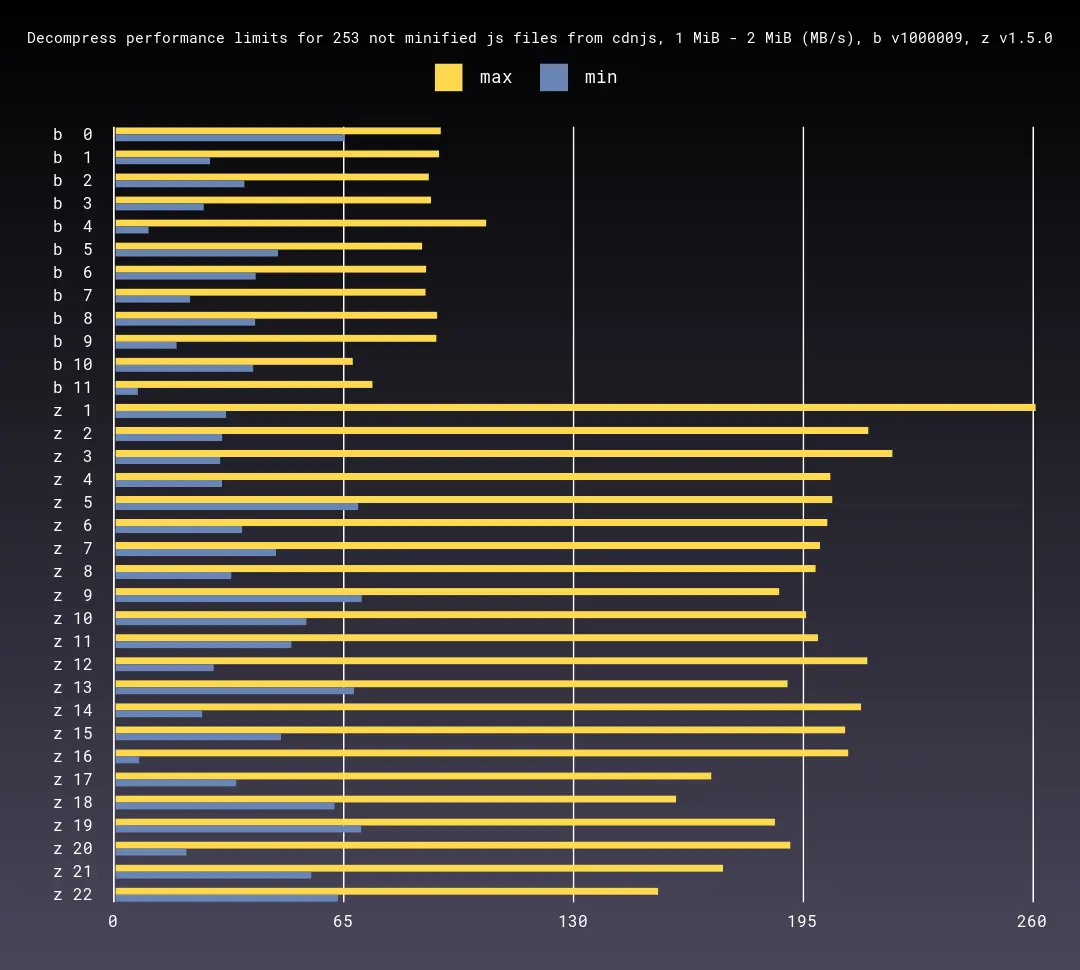 Decompress performance limits for 253 not minified js files from cdnjs, 1 MiB - 2 MiB (MB/s), b v1000009, z v1.5.0
max min
b 0
b 1
b 2
b 3
b 4
b 5
b 6
b 7
b 8
b 9
b 10
b 11
z 1
z 2
z 3
z 4
z 5
z 6
z 7
z 8
z 9
z 10
z 11
z 12
z 13
z 14
z 15
z 16
z 17
z 18
z 19
z 20
z 21
z 22
0 65 130 195 260